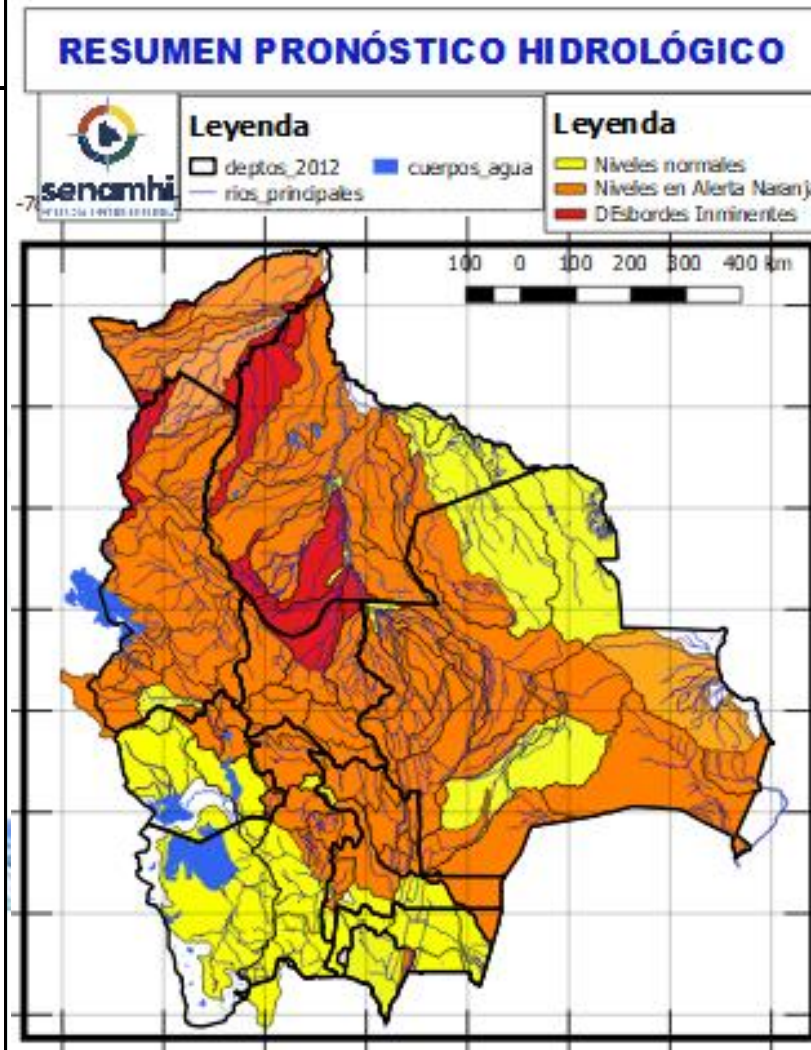 RESUMEN PRONÓSTICO HIDROLÓGICO
senamhi
Leyenda
deptos_2012
cuerpos_agua
rios_principales
Leyenda
Niveles normales
Niveles en Alerta Naranj
DEsbordes Inminentes
-7
100 0 100 200 300 400 km